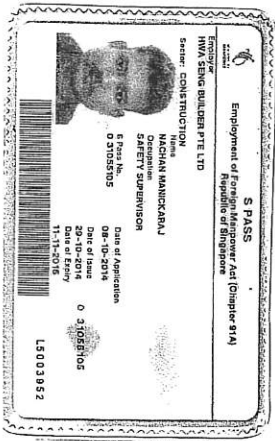 S PASS
Employment of Foreign Manpower Act (Chapter 91A)
Republic of Singapore
Employer
HWA SENG BUILDER PTE LTD
Sector: CONSTRUCTION
Name
NACHAN MANICKARAJ
Occupation
SAFETY SUPERVISOR
S Pass No.
0 31055105
Date of Application
08-10-2014
0 31055105
Date of Issue
29-10-2014
Date of Expiry
11-11-2016
L5003952